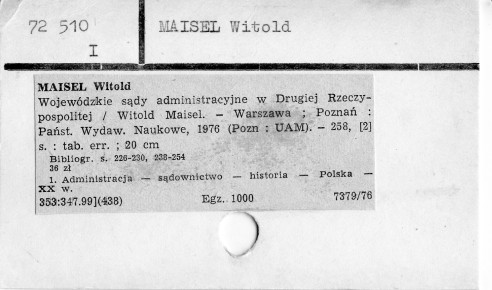 72 510 MAISEL Witold
I
MAISEL Witold
Wojewódzkie sądy administracyjne w Drugiej Rzeczy-
pospolitej / Witold Maisel. — Warszawa ; Poznań :
Państ. Wydaw. Naukowe, 1976 (Pozn : UAM). — 258, [2]
s. : tab. err. ; 20 cm
Bibliogr. s. 226-230, 238-254
36 zł
1. Administracja — sądownictwo — historia — Polska —
XX w.
353:347.99](438) Egz. 1000 7379/76